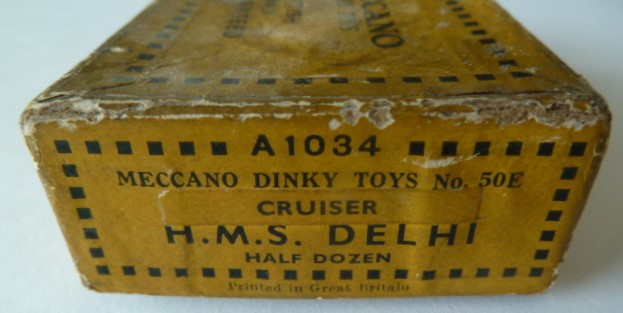 A1034
MECCANO DINKY TOYS No. 50E
CRUISER
H.M.S. DELHI
HALF DOZEN
Printed in Great Britain